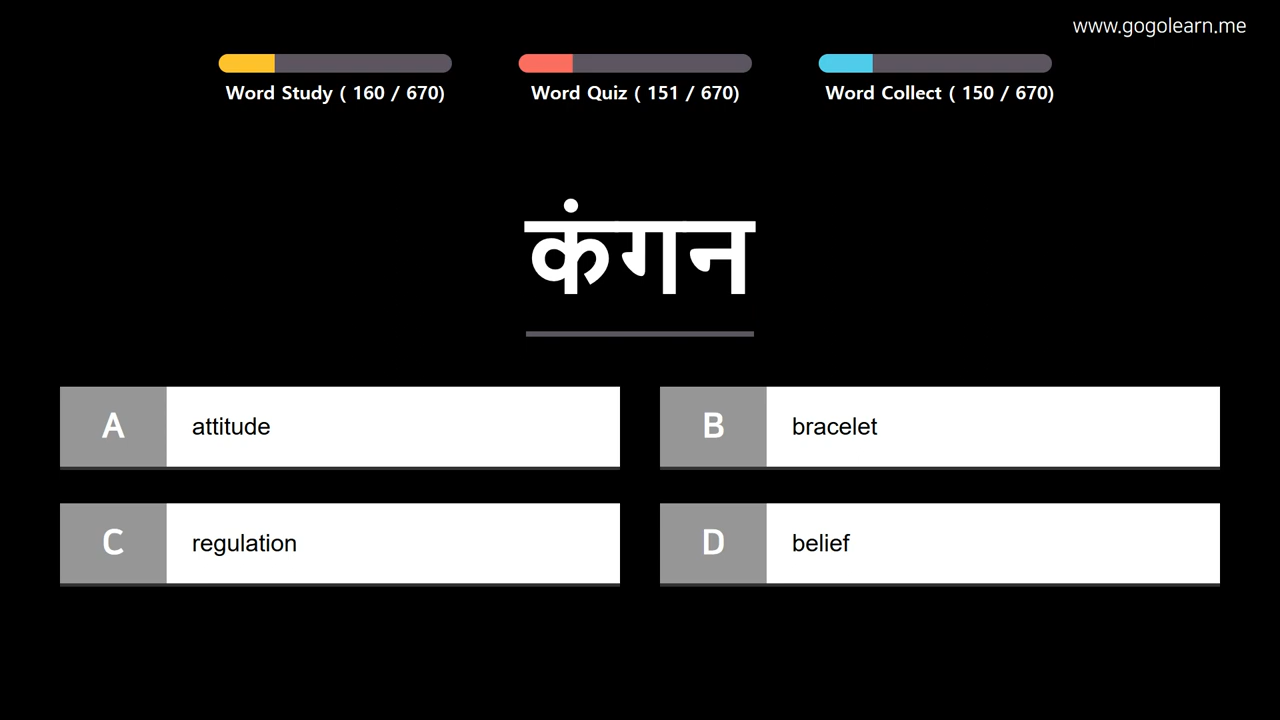 www.gogolearn.me
Word Study ( 160 / 670)
Word Quiz ( 151 / 670)
Word Collect ( 150 / 670)
कंगन
A attitude
B bracelet
C regulation
D belief